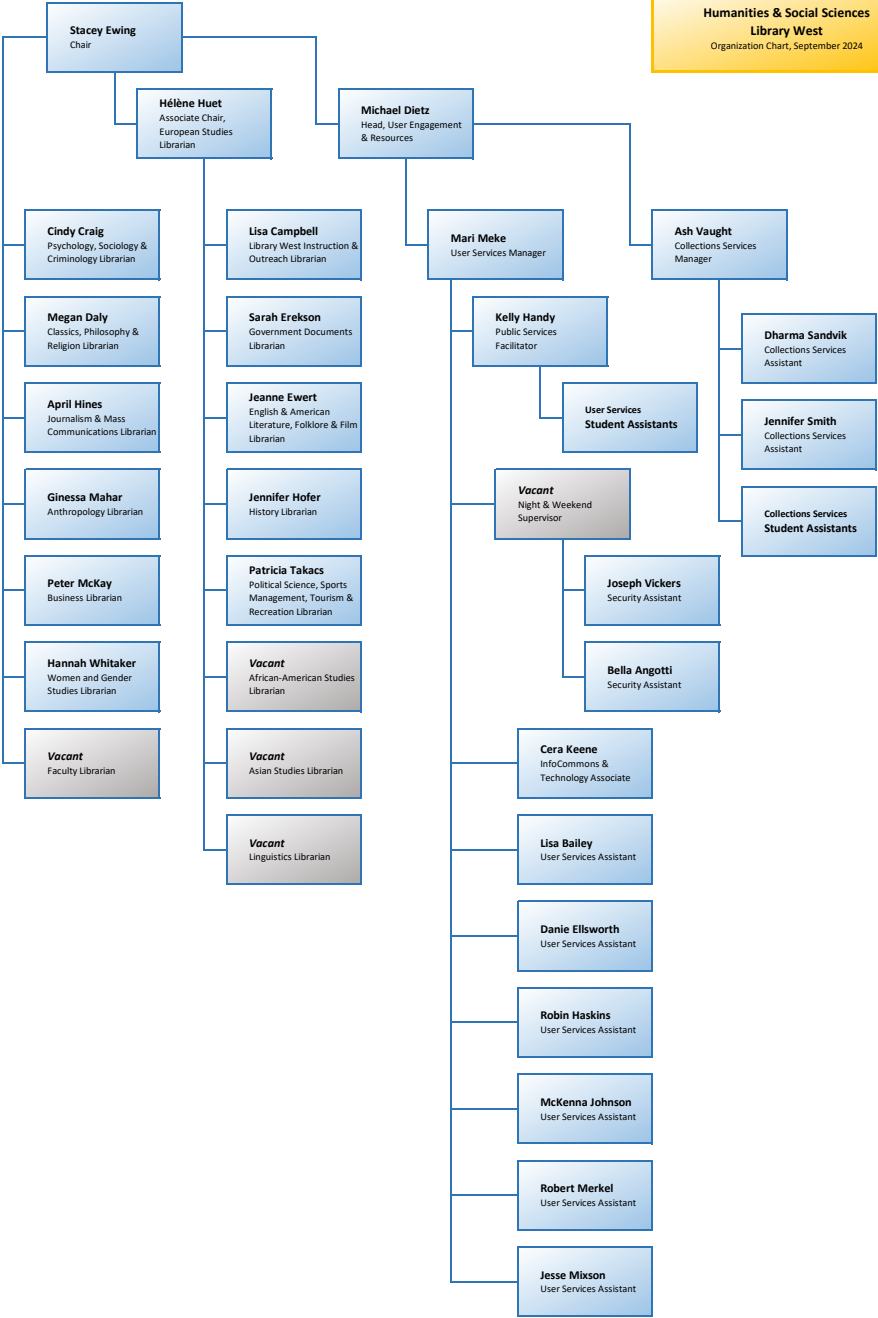 Humanities & Social Sciences
Library West
Organization Chart, September 2024
Stacey Ewing
Chair
Hélène Huet
Associate Chair,
European Studies
Librarian
Michael Dietz
Head, User Engagement
& Resources
Cindy Craig
Psychology, Sociology &
Criminology Librarian
Megan Daly
Classics, Philosophy &
Religion Librarian
April Hines
Journalism & Mass
Communications Librarian
Ginessa Mahar
Anthropology Librarian
Peter McKay
Business Librarian
Hannah Whitaker
Women and Gender
Studies Librarian
Vacant
Faculty Librarian
Lisa Campbell
Library West Instruction &
Outreach Librarian
Sarah Erekson
Government Documents
Librarian
Jeanne Ewert
English & American
Literature, Folklore & Film
Librarian
Jennifer Hofer
History Librarian
Patricia Takacs
Political Science, Sports
Management, Tourism &
Recreation Librarian
Vacant
African-American Studies
Librarian
Vacant
Asian Studies Librarian
Vacant
Linguistics Librarian
Mari Meke
User Services Manager
Kelly Handy
Public Services
Facilitator
User Services
Student Assistants
Vacant
Night & Weekend
Supervisor
Joseph Vickers
Security Assistant
Bella Angotti
Security Assistant
Cera Keene
InfoCommons &
Technology Associate
Lisa Bailey
User Services Assistant
Danie Ellsworth
User Services Assistant
Robin Haskins
User Services Assistant
McKenna Johnson
User Services Assistant
Robert Merkel
User Services Assistant
Jesse Mixson
User Services Assistant
Ash Vaught
Collections Services
Manager
Dharma Sandvik
Collections Services
Assistant
Jennifer Smith
Collections Services
Assistant
Collections Services
Student Assistants